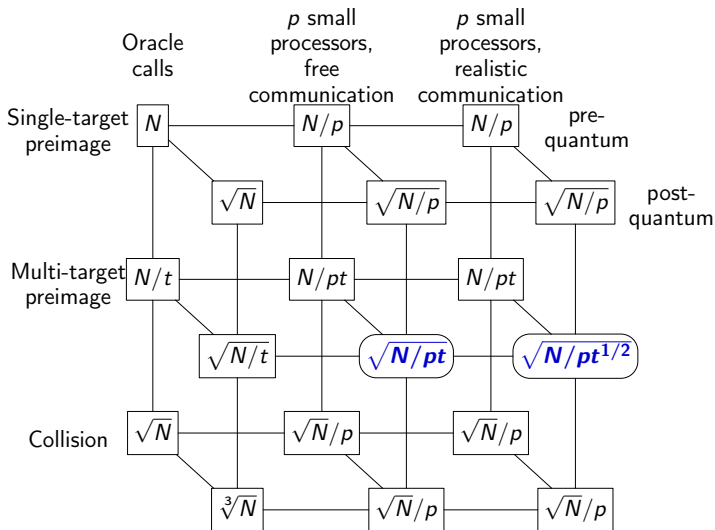 Oracle
calls
p small
processors,
free
communication
p small
processors,
realistic
communication
Single-target
preimage
N
N/p
N/p
pre-
quantum
√N
√N/p
√N/p
post-
quantum
Multi-target
preimage
N/t
N/pt
N/pt
√N/t
√N/pt
√N/pt^{1/2}
Collision
√N
√N/p
√N/p
∛N
√N/p
√N/p